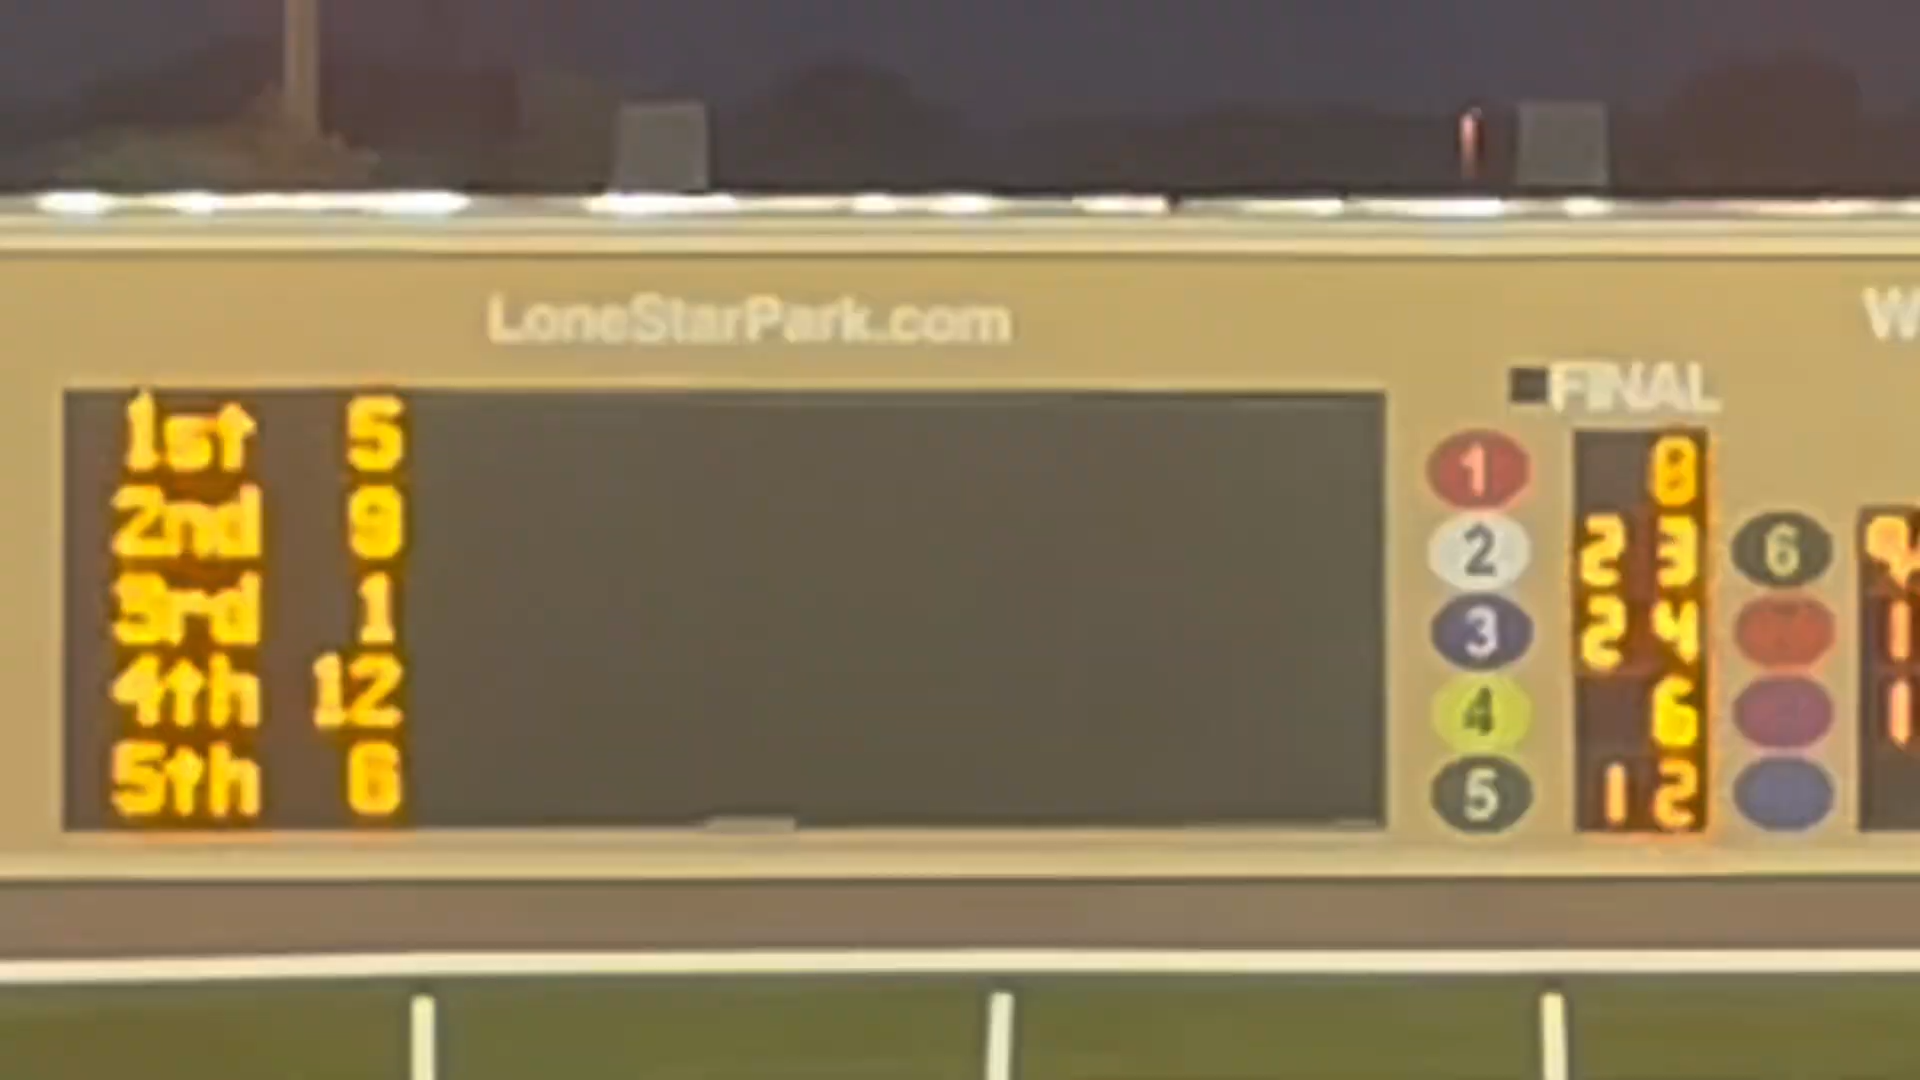 LoneStarPark.com
FINAL
1st 5
2nd 9
3rd 1
4th 12
5th 6
1 8
2 23 6
3 24
4 6
5 12